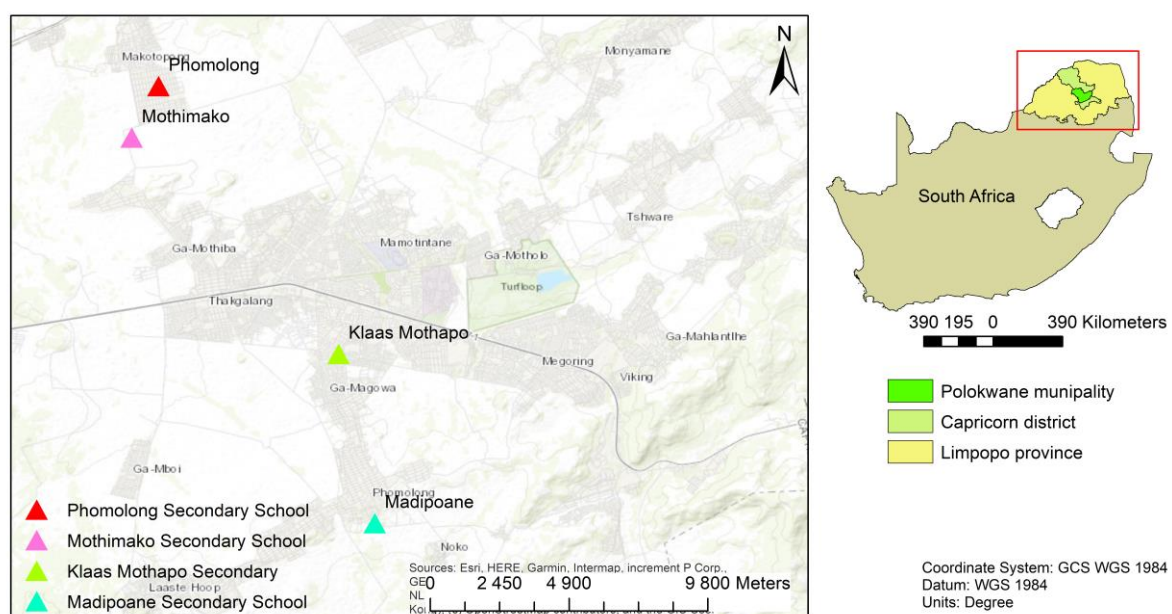 N
Makotopong
Monyamane
Phomolong
Mothimako
Tshware
Ga-Mothiba
Mamotintane
Ga-Motholo
Turfloop
Thakgalang
Klaas Mothapo
Ga-Mahlantlhe
Megoring
Viking
Ga-Magowa
Ga-Mboi
Phomolong
Madipoane
Noko
Laaste Hoop
Phomolong Secondary School
Mothimako Secondary School
Klaas Mothapo Secondary
Madipoane Secondary School
Sources: Esri, HERE, Garmin, Intermap, increment P Corp.,
GE
NL
0 2 450 4 900 9 800 Meters
South Africa
390 195 0 390 Kilometers
Polokwane munipality
Capricorn district
Limpopo province
Coordinate System: GCS WGS 1984
Datum: WGS 1984
Units: Degree